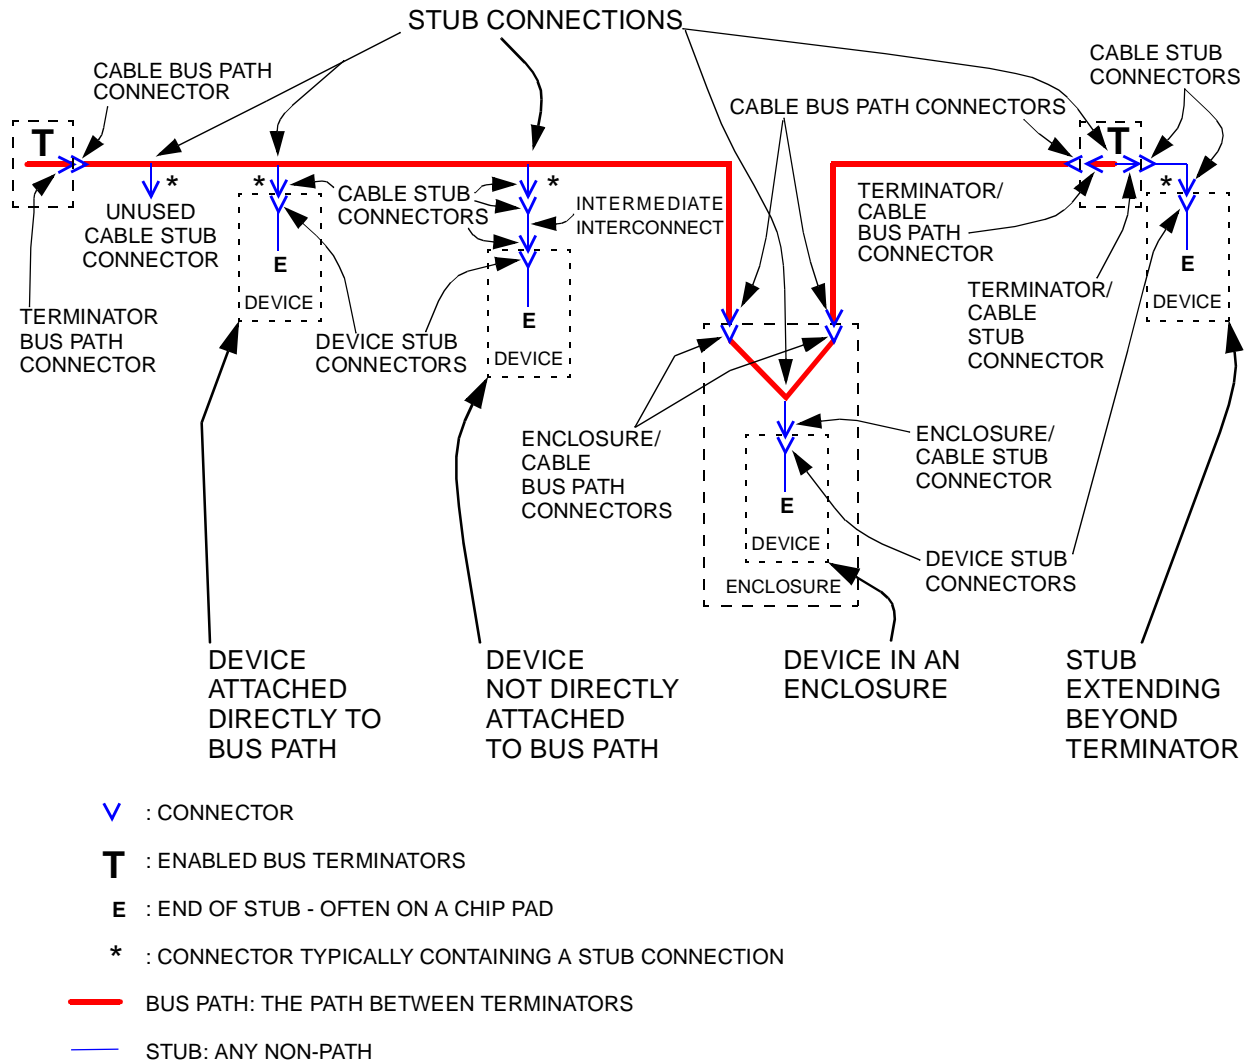 STUB CONNECTIONS
CABLE BUS PATH
CONNECTOR
CABLE STUB
CONNECTORS
CABLE BUS PATH CONNECTORS
T
T
*
*
*
*
UNUSED
CABLE STUB
CONNECTOR
CABLE STUB
CONNECTORS
INTERMEDIATE
INTERCONNECT
TERMINATOR/
CABLE
BUS PATH
CONNECTOR
E
DEVICE
E
DEVICE
E
DEVICE
TERMINATOR
BUS PATH
CONNECTOR
DEVICE STUB
CONNECTORS
TERMINATOR/
CABLE
STUB
CONNECTOR
ENCLOSURE/
CABLE
BUS PATH
CONNECTORS
ENCLOSURE/
CABLE STUB
CONNECTOR
E
DEVICE
ENCLOSURE
DEVICE STUB
CONNECTORS
DEVICE
ATTACHED
DIRECTLY TO
BUS PATH
DEVICE
NOT DIRECTLY
ATTACHED
TO BUS PATH
DEVICE IN AN
ENCLOSURE
STUB
EXTENDING
BEYOND
TERMINATOR
: CONNECTOR
T : ENABLED BUS TERMINATORS
E : END OF STUB - OFTEN ON A CHIP PAD
* : CONNECTOR TYPICALLY CONTAINING A STUB CONNECTION
BUS PATH: THE PATH BETWEEN TERMINATORS
STUB: ANY NON-PATH